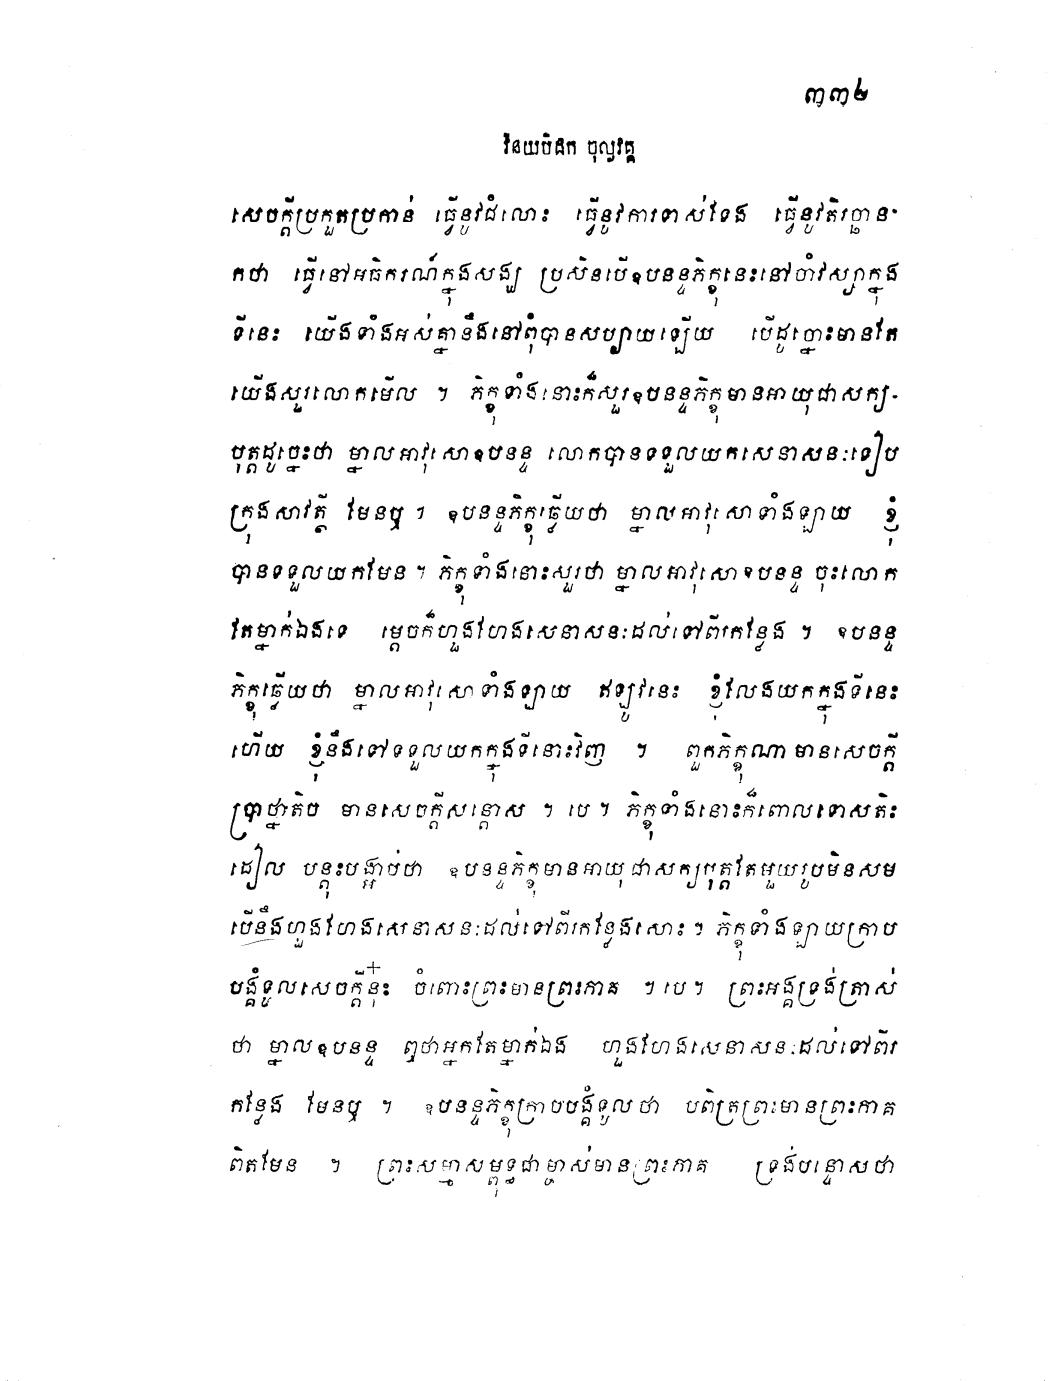 ៣៣៤
វិនយបិដក ចុល្លវគ្គ
សេចក្តីប្រកួតប្រកាន់ ធ្វើនូវជំលោះ ធ្វើនូវការទាស់ទែង ធ្វើនូវតិរច្ឆាន-
កថា ធ្វើនៅអធិករណ៍ក្នុងសង្ឃ ប្រសិនបើឧបនន្ទភិក្ខុនេះនៅចាំវស្សាក្នុង
ទីនេះ យើងទាំងអស់គ្នានឹងនៅពុំបានសប្បាយឡើយ បើដូច្នោះមានតែ
យើងសួរលោកមើល ។ ភិក្ខុទាំងនោះក៏សួរឧបនន្ទភិក្ខុមានអាយុជាសក្យ-
បុត្តដូច្នេះថា ម្នាលអាវុសោឧបនន្ទ លោកបានទទួលយកសេនាសនៈទៀប
ក្រុងសាវត្ថី មែនឬ ។ ឧបនន្ទភិក្ខុឆ្លើយថា ម្នាលអាវុសោទាំងឡាយ ខ្ញុំ
បានទទួលយកមែន ។ ភិក្ខុទាំងនោះសួរថា ម្នាលអាវុសោឧបនន្ទ ចុះលោក
តែម្នាក់ឯងទេ ម្តេចក៏ហួងហែងសេនាសនៈដល់ទៅពីរកន្លែង ។ ឧបនន្ទ
ភិក្ខុឆ្លើយថា ម្នាលអាវុសោទាំងឡាយ ឥឡូវនេះ ខ្ញុំលែងយកក្នុងទីនេះ
ហើយ ខ្ញុំនឹងទៅទទួលយកក្នុងទីនោះវិញ ។ ពួកភិក្ខុណាមានសេចក្តី
ប្រាថ្នាតិច មានសេចក្តីសន្តោស ។ បេ ។ ភិក្ខុទាំងនោះក៏ពោលទោសតិះ
ដៀល បន្តុះបង្អាប់ថា ឧបនន្ទភិក្ខុមានអាយុជាសក្យបុត្តតែមួយរូបមិនសម
បើនឹងហួងហែងសេនាសនៈដល់ទៅពីរកន្លែងសោះ ។ ភិក្ខុទាំងឡាយក្រាប
បង្គំទូលសេចក្តីនុ៎ះ ចំពោះព្រះមានព្រះភាគ ។ បេ ។ ព្រះអង្គទ្រង់ត្រាស់
ថា ម្នាលឧបនន្ទ ឮថាអ្នកតែម្នាក់ឯង ហួងហែងសេនាសនៈដល់ទៅពីរ
កន្លែង មែនឬ ។ ឧបនន្ទភិក្ខុក្រាបបង្គំទូលថា បពិត្រព្រះមានព្រះភាគ
ពិតមែន ។ ព្រះសម្មាសម្ពុទ្ធជាម្ចាស់មានព្រះភាគ ទ្រង់បន្ទោសថា